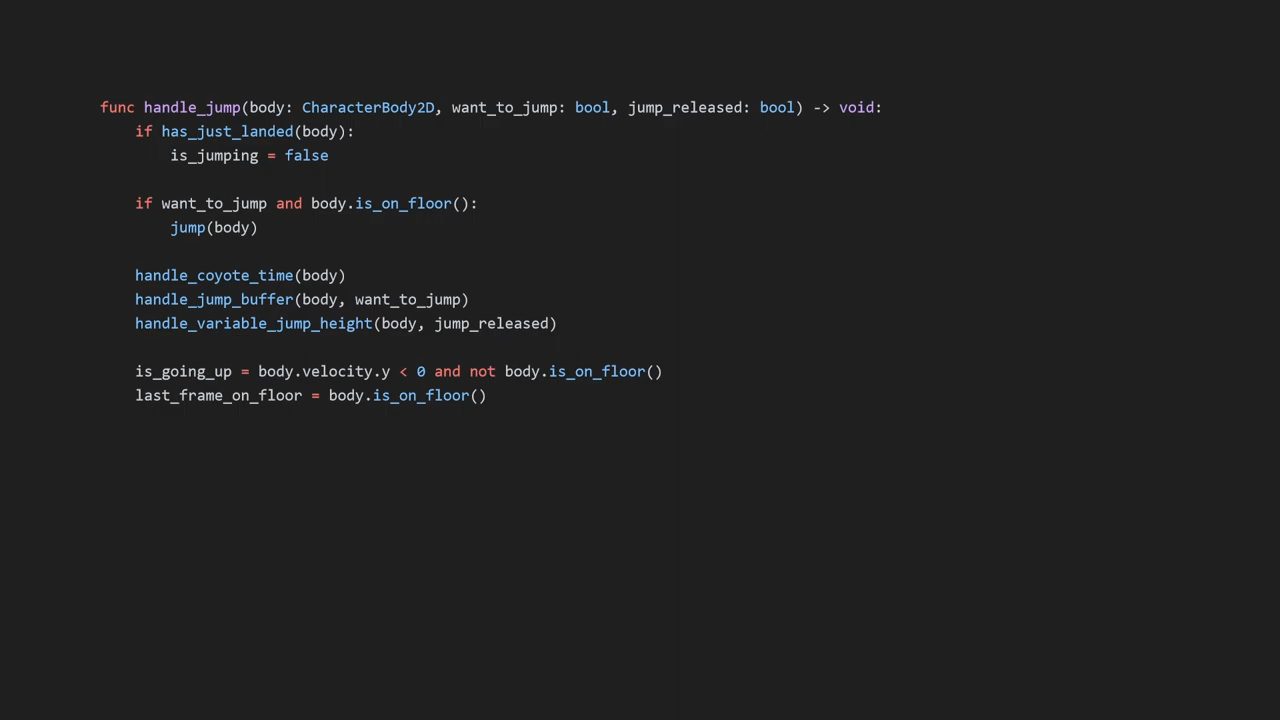 func handle_jump(body: CharacterBody2D, want_to_jump: bool, jump_released: bool) -> void:
    if has_just_landed(body):
        is_jumping = false

    if want_to_jump and body.is_on_floor():
        jump(body)

    handle_coyote_time(body)
    handle_jump_buffer(body, want_to_jump)
    handle_variable_jump_height(body, jump_released)

    is_going_up = body.velocity.y < 0 and not body.is_on_floor()
    last_frame_on_floor = body.is_on_floor()